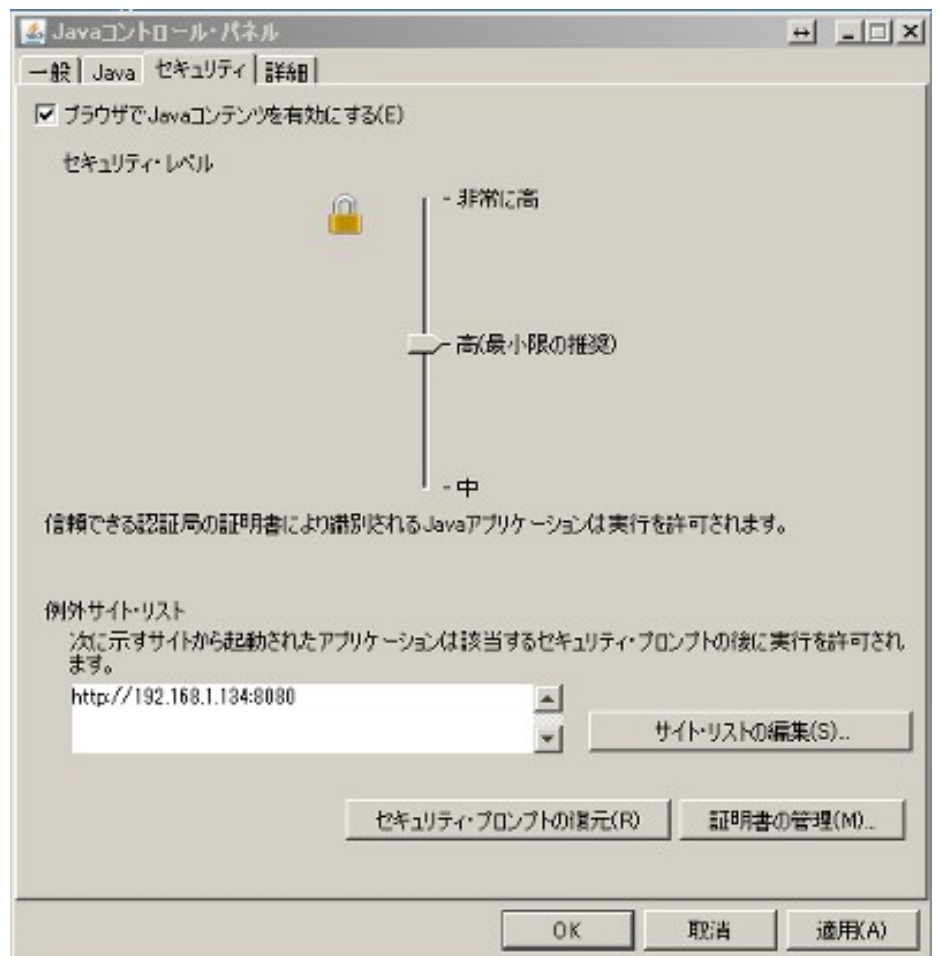 Javaコントロール・パネル
一般 Java セキュリティ 詳細
ブラウザでJavaコンテンツを有効にする(E)
セキュリティ・レベル
- 非常に高
- 高(最小限の推奨)
- 中
信頼できる認証局の証明書により識別されるJavaアプリケーションは実行を許可されます。
例外サイト・リスト
次に示すサイトから起動されたアプリケーションは該当するセキュリティ・プロンプトの後に実行を許可され
ます。
http://192.168.1.134:8080
サイト・リストの編集(S)...
セキュリティ・プロンプトの復元(R) 証明書の管理(M)...
OK 取消 適用(A)